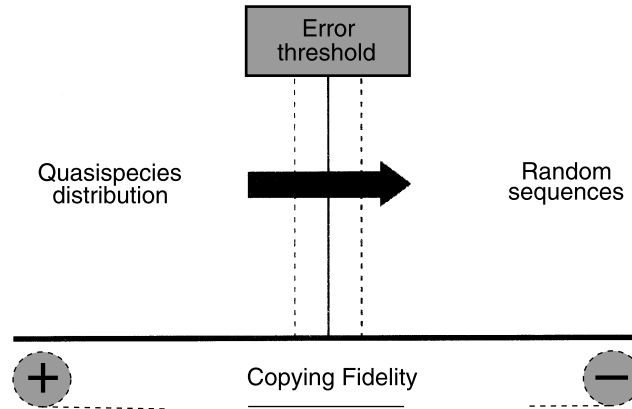 Error
threshold
Quasispecies
distribution
Random
sequences
+
Copying Fidelity
−